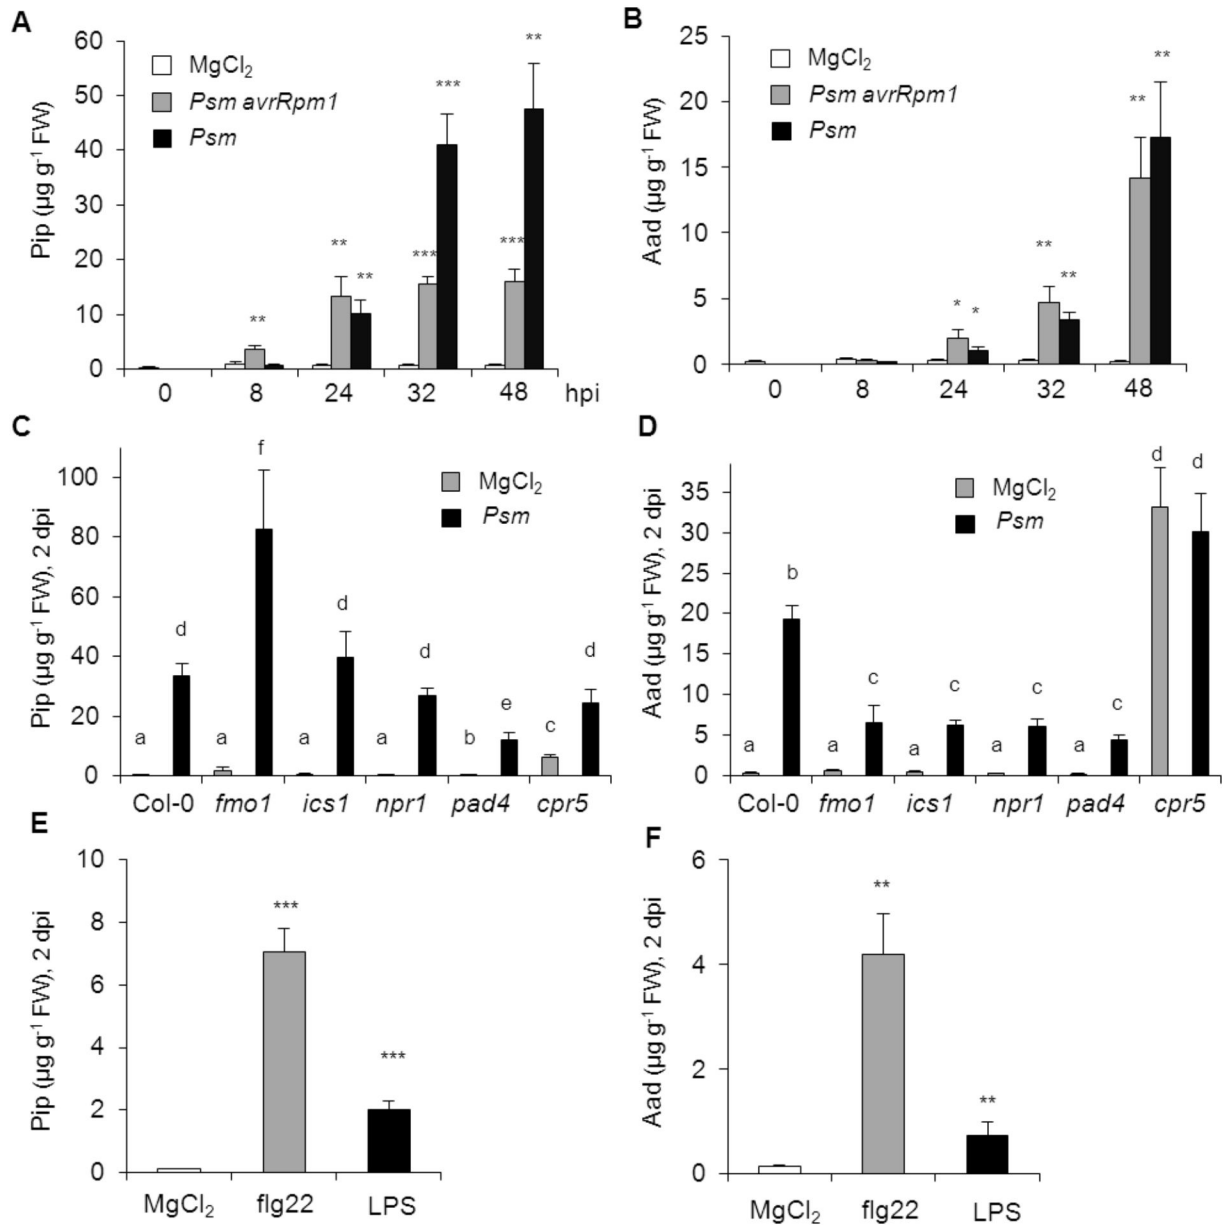 A
Pip (µg g⁻¹ FW)
60
50
40
30
20
10
0
MgCl₂
Psm avrRpm1
Psm
**
**
**
***
***
***
**
0 8 24 32 48 hpi
B
Aad (µg g⁻¹ FW)
25
20
15
10
5
0
MgCl₂
Psm avrRpm1
Psm
*
*
**
**
**
**
0 8 24 32 48
C
Pip (µg g⁻¹ FW), 2 dpi
100
80
60
40
20
0
MgCl₂
Psm
a d a f a d a d b e c d
Col-0 fmo1 ics1 npr1 pad4 cpr5
D
Aad (µg g⁻¹ FW), 2 dpi
35
30
25
20
15
10
5
0
MgCl₂
Psm
a b a c a c a c a c d d
Col-0 fmo1 ics1 npr1 pad4 cpr5
E
Pip (µg g⁻¹ FW), 2 dpi
10
8
6
4
2
0
***
***
MgCl₂ flg22 LPS
F
Aad (µg g⁻¹ FW), 2 dpi
6
4
2
0
**
**
MgCl₂ flg22 LPS